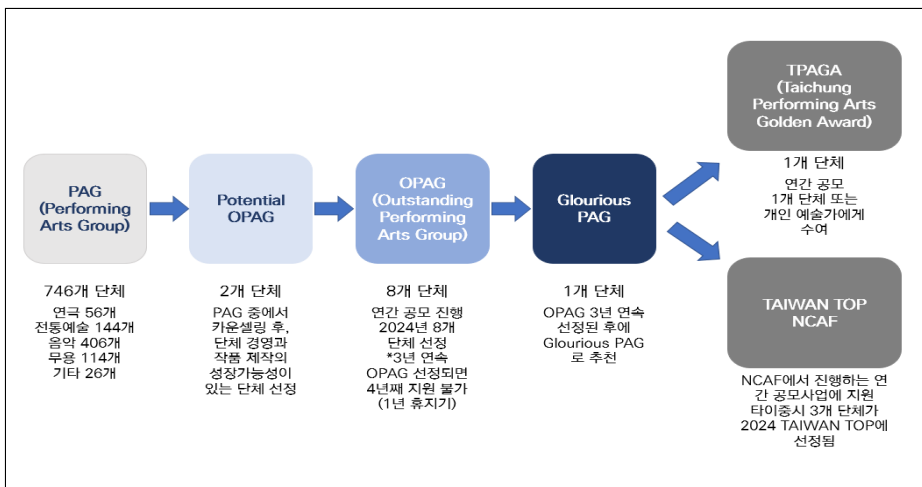 PAG
(Performing
Arts Group)
746개 단체
연극 56개
전통예술 144개
음악 406개
무용 114개
기타 26개
Potential
OPAG
2개 단체
PAG 중에서
카운셀링 후,
단체 경영과
작품 제작의
성장가능성이
있는 단체 선정
OPAG
(Outstanding
Performing
Arts Group)
8개 단체
연간 공모 진행
2024년 8개
단체 선정
*3년 연속
OPAG 선정되면
4년째 지원 불가
(1년 휴지기)
Glourious
PAG
1개 단체
OPAG 3년 연속
선정된 후에
Glourious PAG
로 추천
TPAGA
(Taichung
Performing Arts
Golden Award)
1개 단체
연간 공모
1개 단체 또는
개인 예술가에게
수여
TAIWAN TOP
NCAF
NCAF에서 진행하는 연
간 공모사업에 지원
타이중시 3개 단체가
2024 TAIWAN TOP에
선정됨